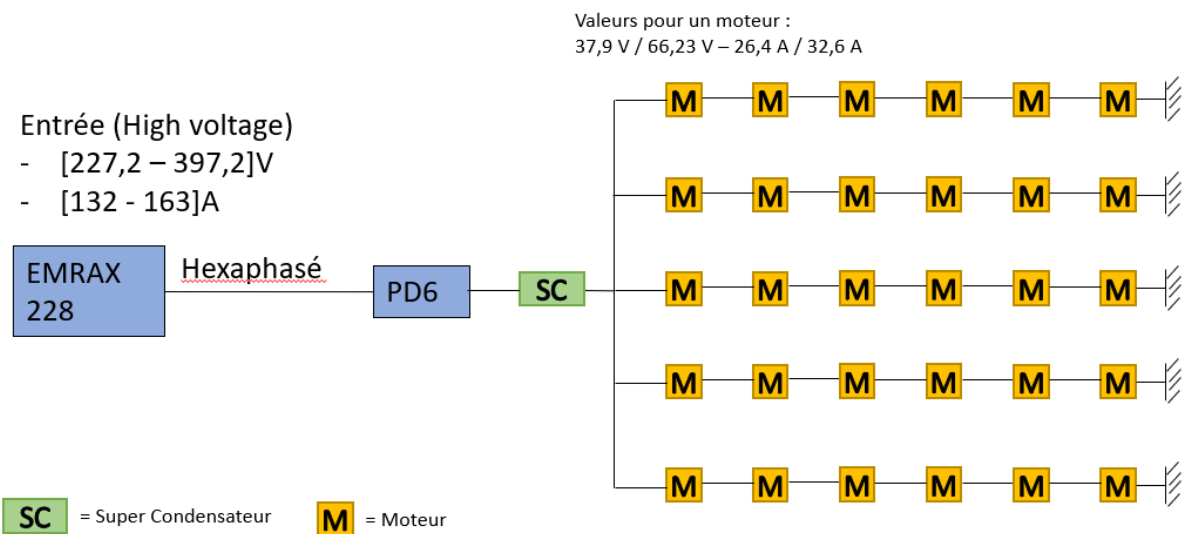 Valeurs pour un moteur :
37,9 V / 66,23 V – 26,4 A / 32,6 A
Entrée (High voltage)
- [227,2 – 397,2]V
- [132 - 163]A
EMRAX
228
Hexaphasé
PD6
SC
M M M M M M
M M M M M M
M M M M M M
M M M M M M
M M M M M M
SC = Super Condensateur
M = Moteur